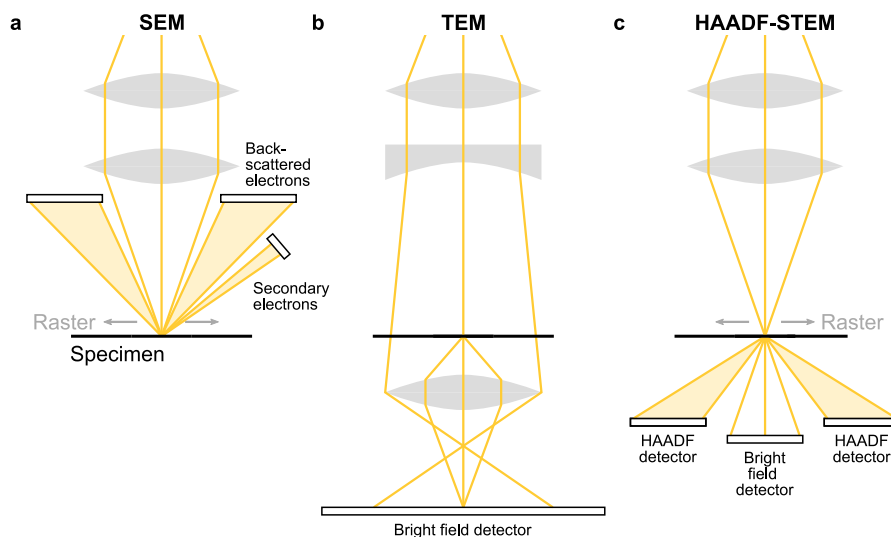 a
SEM
Back-
scattered
electrons
Secondary
electrons
Raster
Specimen
b
TEM
Bright field detector
c
HAADF-STEM
Raster
HAADF
detector
Bright
field
detector
HAADF
detector